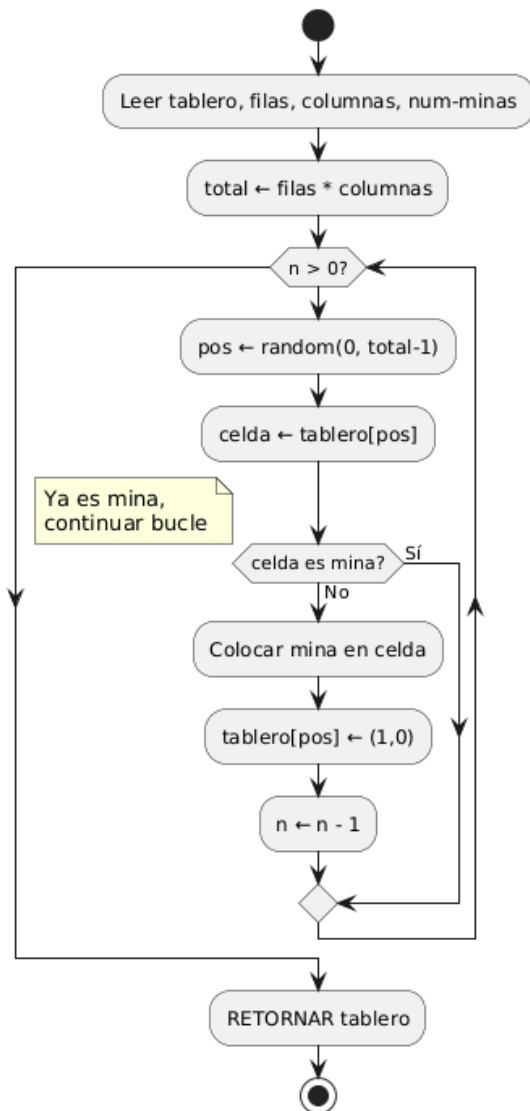 Leer tablero, filas, columnas, num-minas
total ← filas * columnas
n > 0?
pos ← random(0, total-1)
celda ← tablero[pos]
Ya es mina,
continuar bucle
celda es mina?
Sí
No
Colocar mina en celda
tablero[pos] ← (1,0)
n ← n - 1
RETORNAR tablero